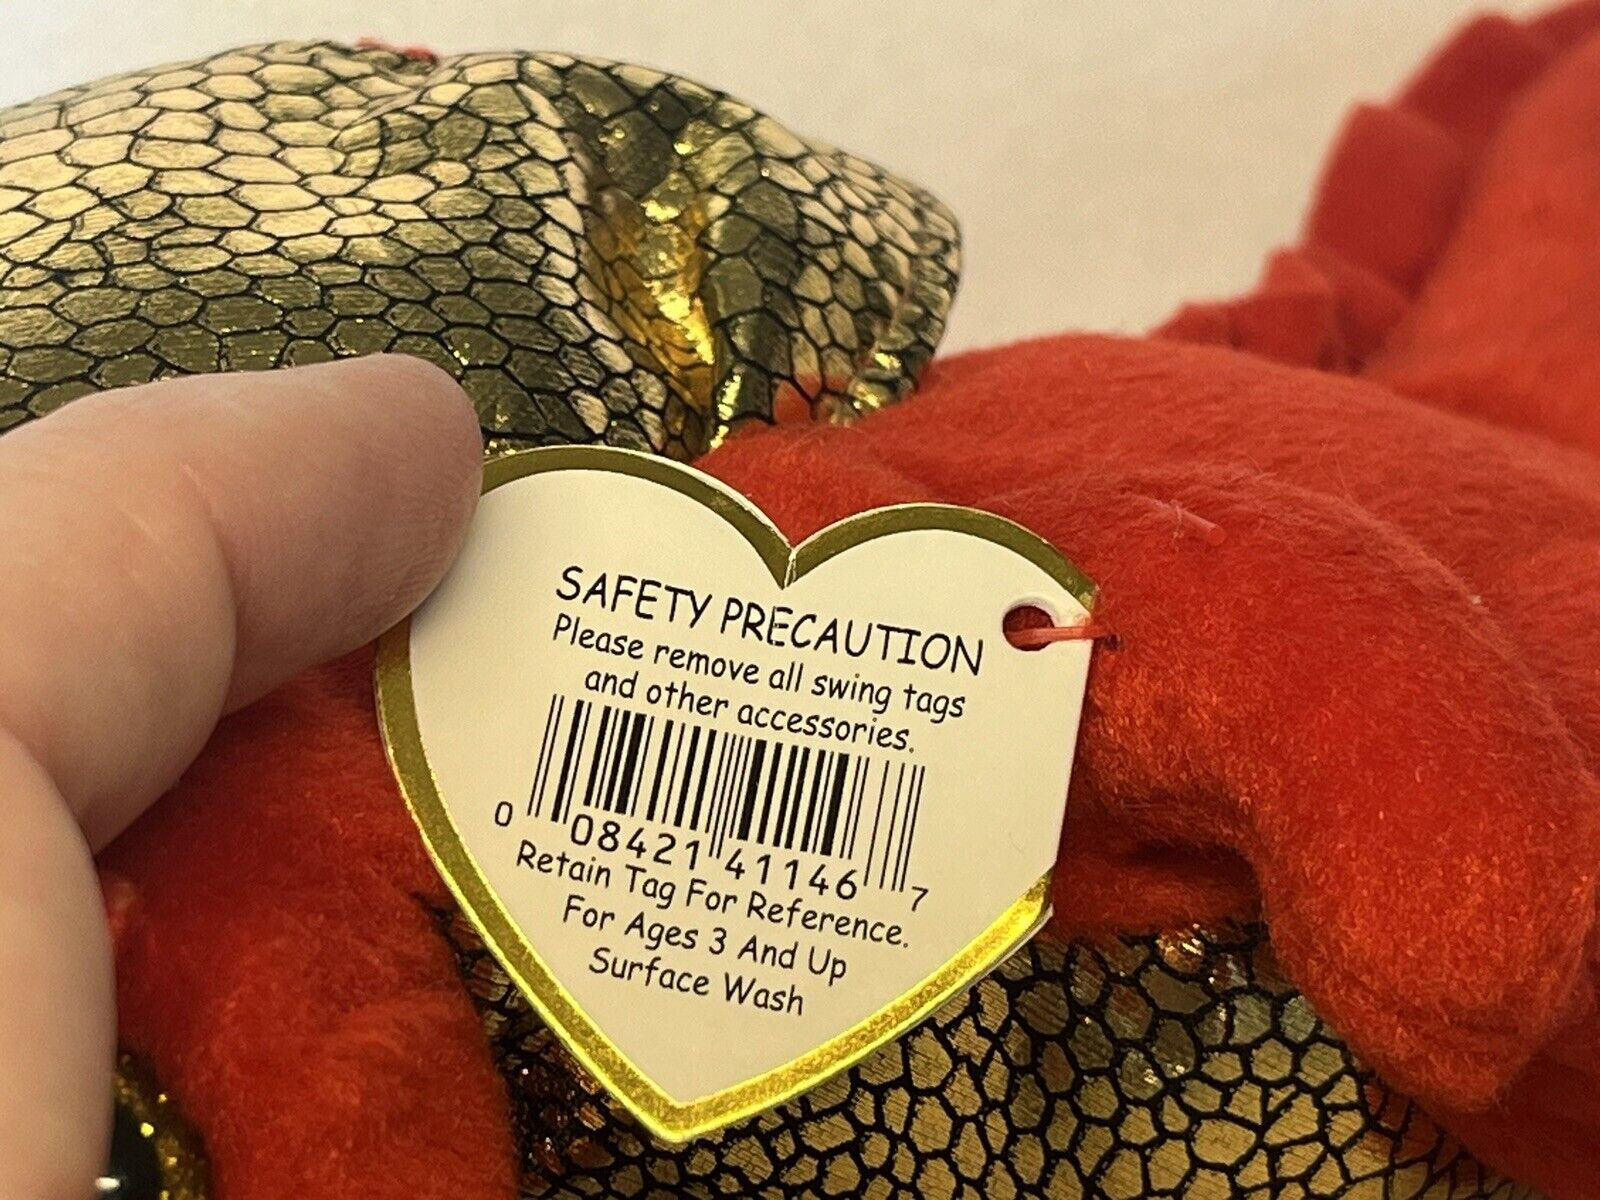 SAFETY PRECAUTION
Please remove all swing tags
and other accessories.
0 08421 41146 7
Retain Tag For Reference.
For Ages 3 And Up
Surface Wash